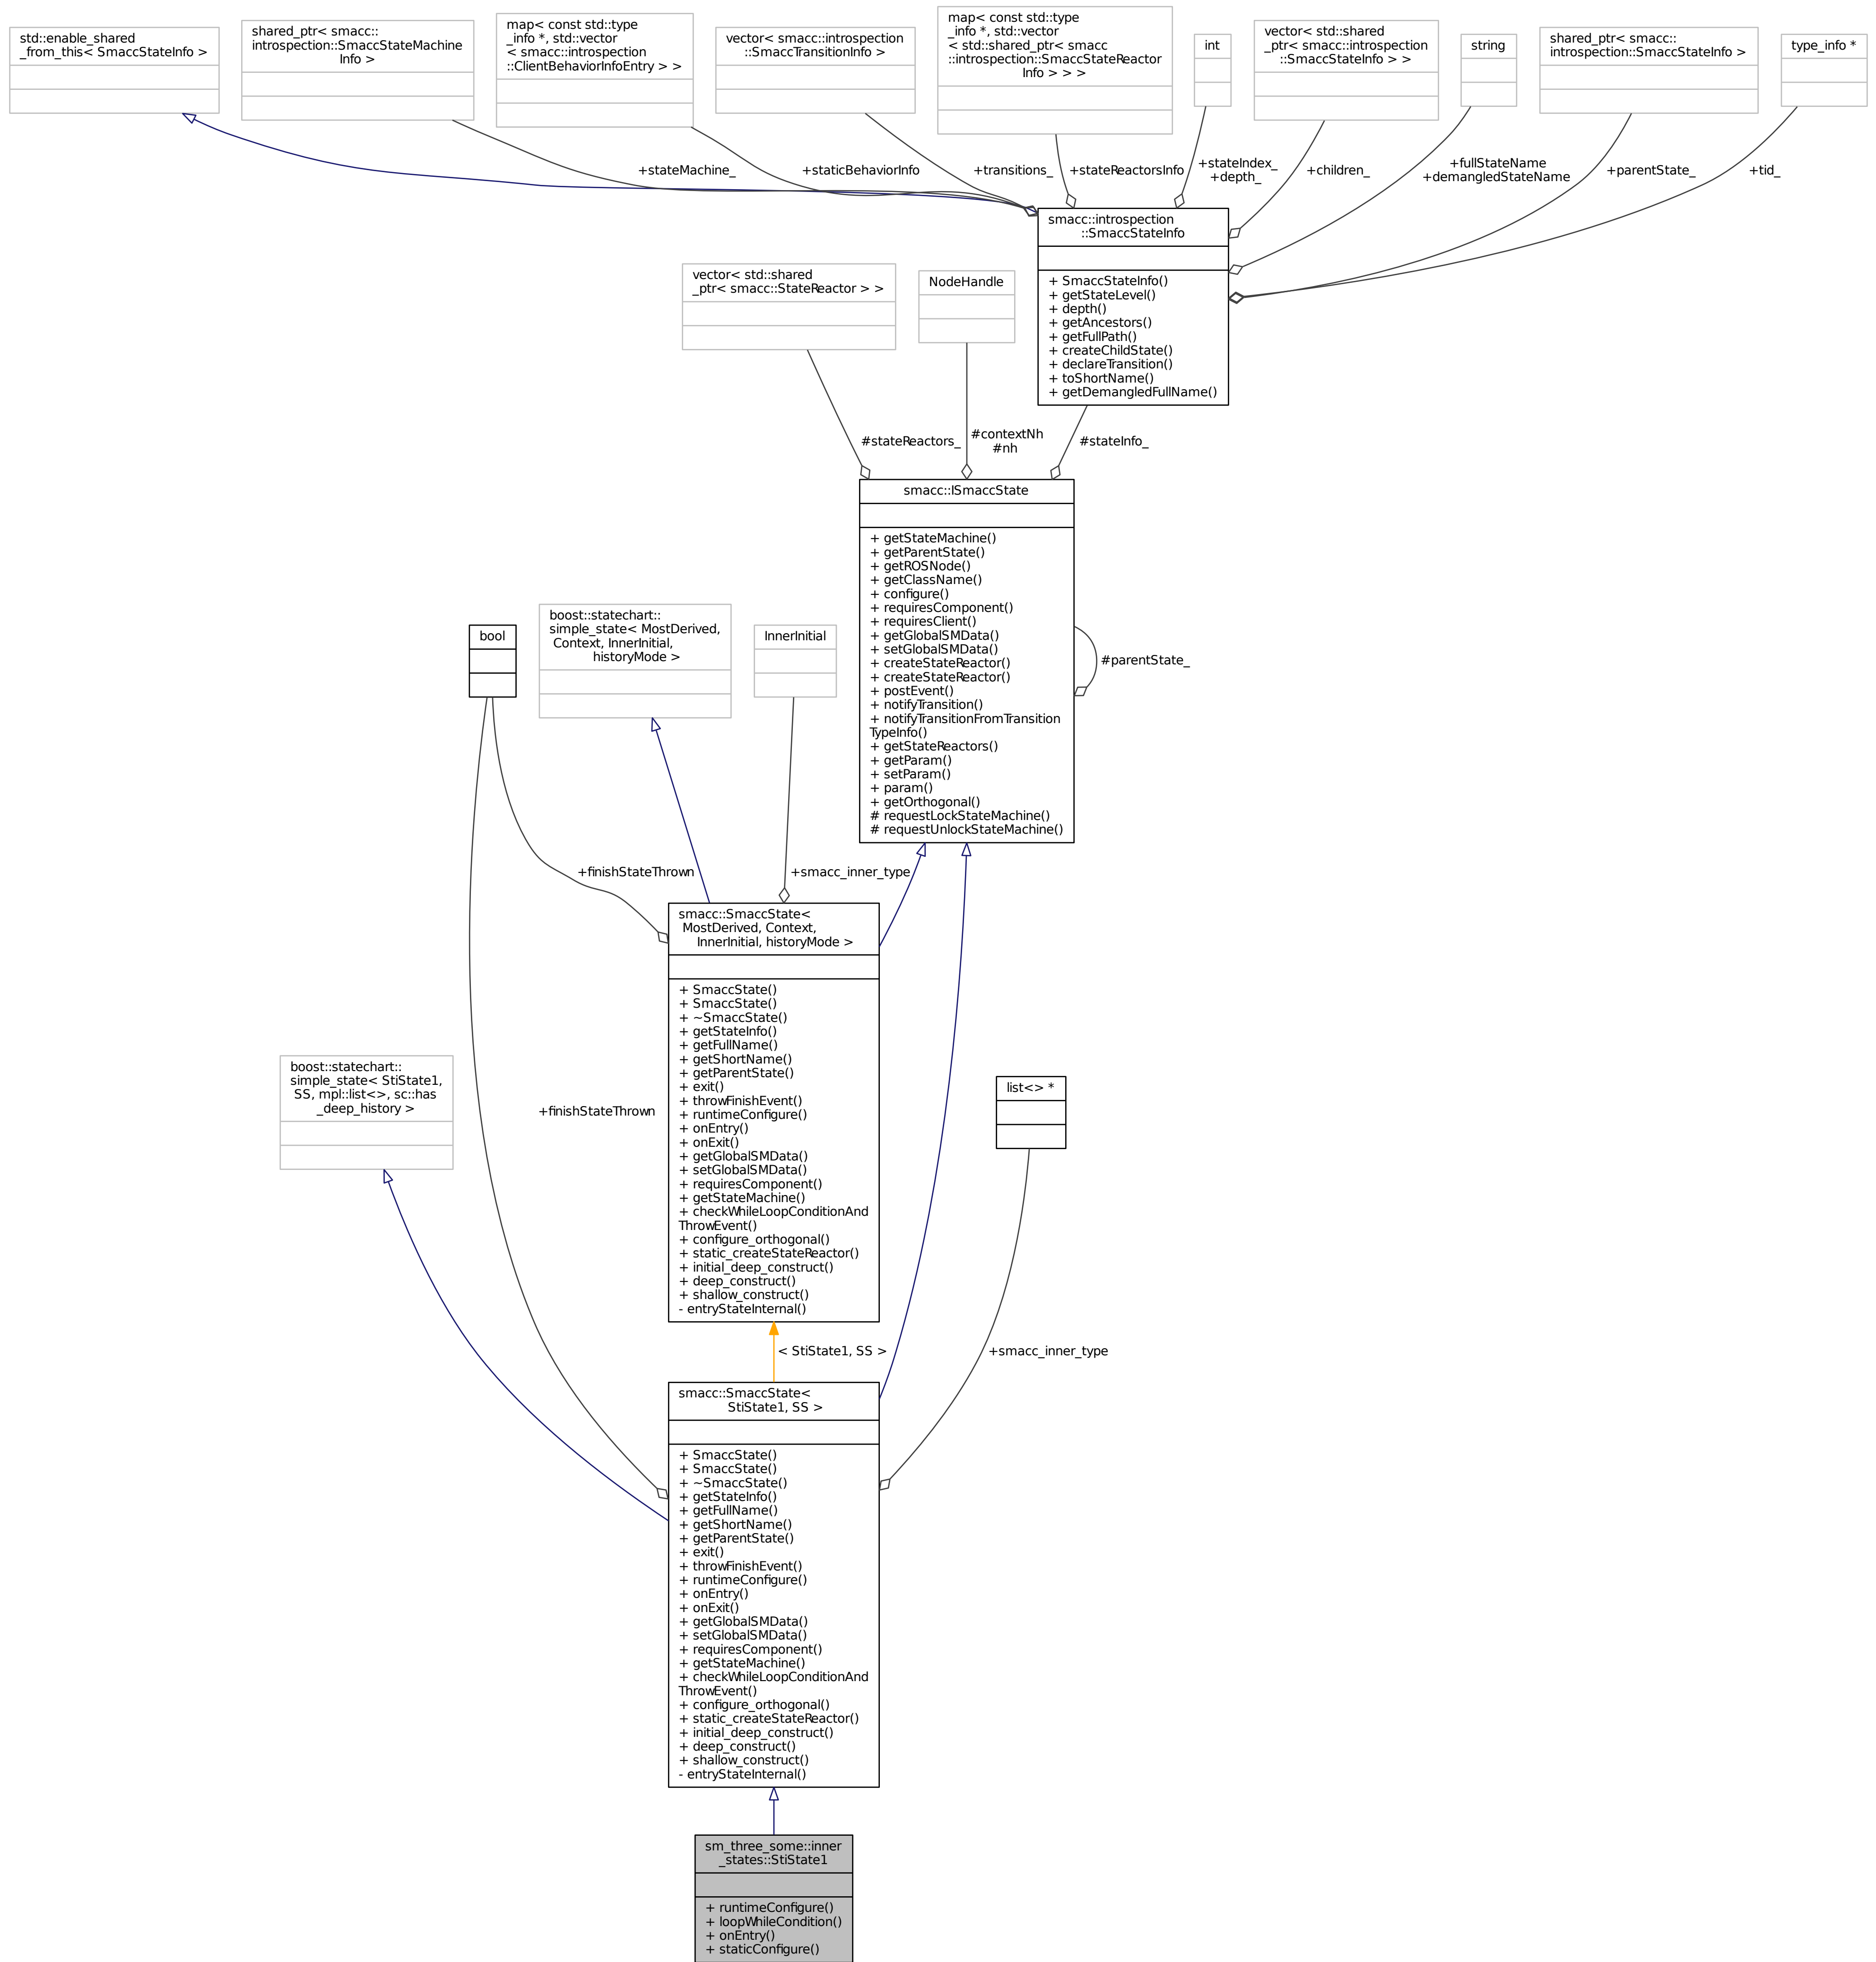 std::enable_shared
_from_this< SmaccStateInfo >
shared_ptr< smacc::
introspection::SmaccStateMachine
Info >
map< const std::type
_info *, std::vector
< smacc::introspection
::ClientBehaviorInfoEntry > >
vector< smacc::introspection
::SmaccTransitionInfo >
map< const std::type
_info *, std::vector
< std::shared_ptr< smacc
::introspection::SmaccStateReactor
Info > > >
int
vector< std::shared
_ptr< smacc::introspection
::SmaccStateInfo > >
string
shared_ptr< smacc::
introspection::SmaccStateInfo >
type_info *
+stateMachine_
+staticBehaviorInfo
+transitions_
+stateReactorsInfo
+stateIndex_
+depth_
+children_
+fullStateName
+demangledStateName
+parentState_
+tid_
smacc::introspection
::SmaccStateInfo
+ SmaccStateInfo()
+ getStateLevel()
+ depth()
+ getAncestors()
+ getFullPath()
+ createChildState()
+ declareTransition()
+ toShortName()
+ getDemangledFullName()
vector< std::shared
_ptr< smacc::StateReactor > >
NodeHandle
#stateReactors_
#contextNh
#nh
#stateInfo_
smacc::ISmaccState
+ getStateMachine()
+ getParentState()
+ getROSNode()
+ getClassName()
+ configure()
+ requiresComponent()
+ requiresClient()
+ getGlobalSMData()
+ setGlobalSMData()
+ createStateReactor()
+ createStateReactor()
+ postEvent()
+ notifyTransition()
+ notifyTransitionFromTransition
TypeInfo()
+ getStateReactors()
+ getParam()
+ setParam()
+ param()
+ getOrthogonal()
# requestLockStateMachine()
# requestUnlockStateMachine()
#parentState_
bool
boost::statechart::
simple_state< MostDerived,
Context, InnerInitial,
historyMode >
InnerInitial
+finishStateThrown
+smacc_inner_type
smacc::SmaccState<
MostDerived, Context,
InnerInitial, historyMode >
+ SmaccState()
+ SmaccState()
+ ~SmaccState()
+ getStateInfo()
+ getFullName()
+ getShortName()
+ getParentState()
+ exit()
+ throwFinishEvent()
+ runtimeConfigure()
+ onEntry()
+ onExit()
+ getGlobalSMData()
+ setGlobalSMData()
+ requiresComponent()
+ getStateMachine()
+ checkWhileLoopConditionAnd
ThrowEvent()
+ configure_orthogonal()
+ static_createStateReactor()
+ initial_deep_construct()
+ deep_construct()
+ shallow_construct()
- entryStateInternal()
boost::statechart::
simple_state< StiState1,
SS, mpl::list<>, sc::has
_deep_history >
+finishStateThrown
list<> *
< StiState1, SS >
+smacc_inner_type
smacc::SmaccState<
StiState1, SS >
+ SmaccState()
+ SmaccState()
+ ~SmaccState()
+ getStateInfo()
+ getFullName()
+ getShortName()
+ getParentState()
+ exit()
+ throwFinishEvent()
+ runtimeConfigure()
+ onEntry()
+ onExit()
+ getGlobalSMData()
+ setGlobalSMData()
+ requiresComponent()
+ getStateMachine()
+ checkWhileLoopConditionAnd
ThrowEvent()
+ configure_orthogonal()
+ static_createStateReactor()
+ initial_deep_construct()
+ deep_construct()
+ shallow_construct()
- entryStateInternal()
sm_three_some::inner
_states::StiState1
+ runtimeConfigure()
+ loopWhileCondition()
+ onEntry()
+ staticConfigure()